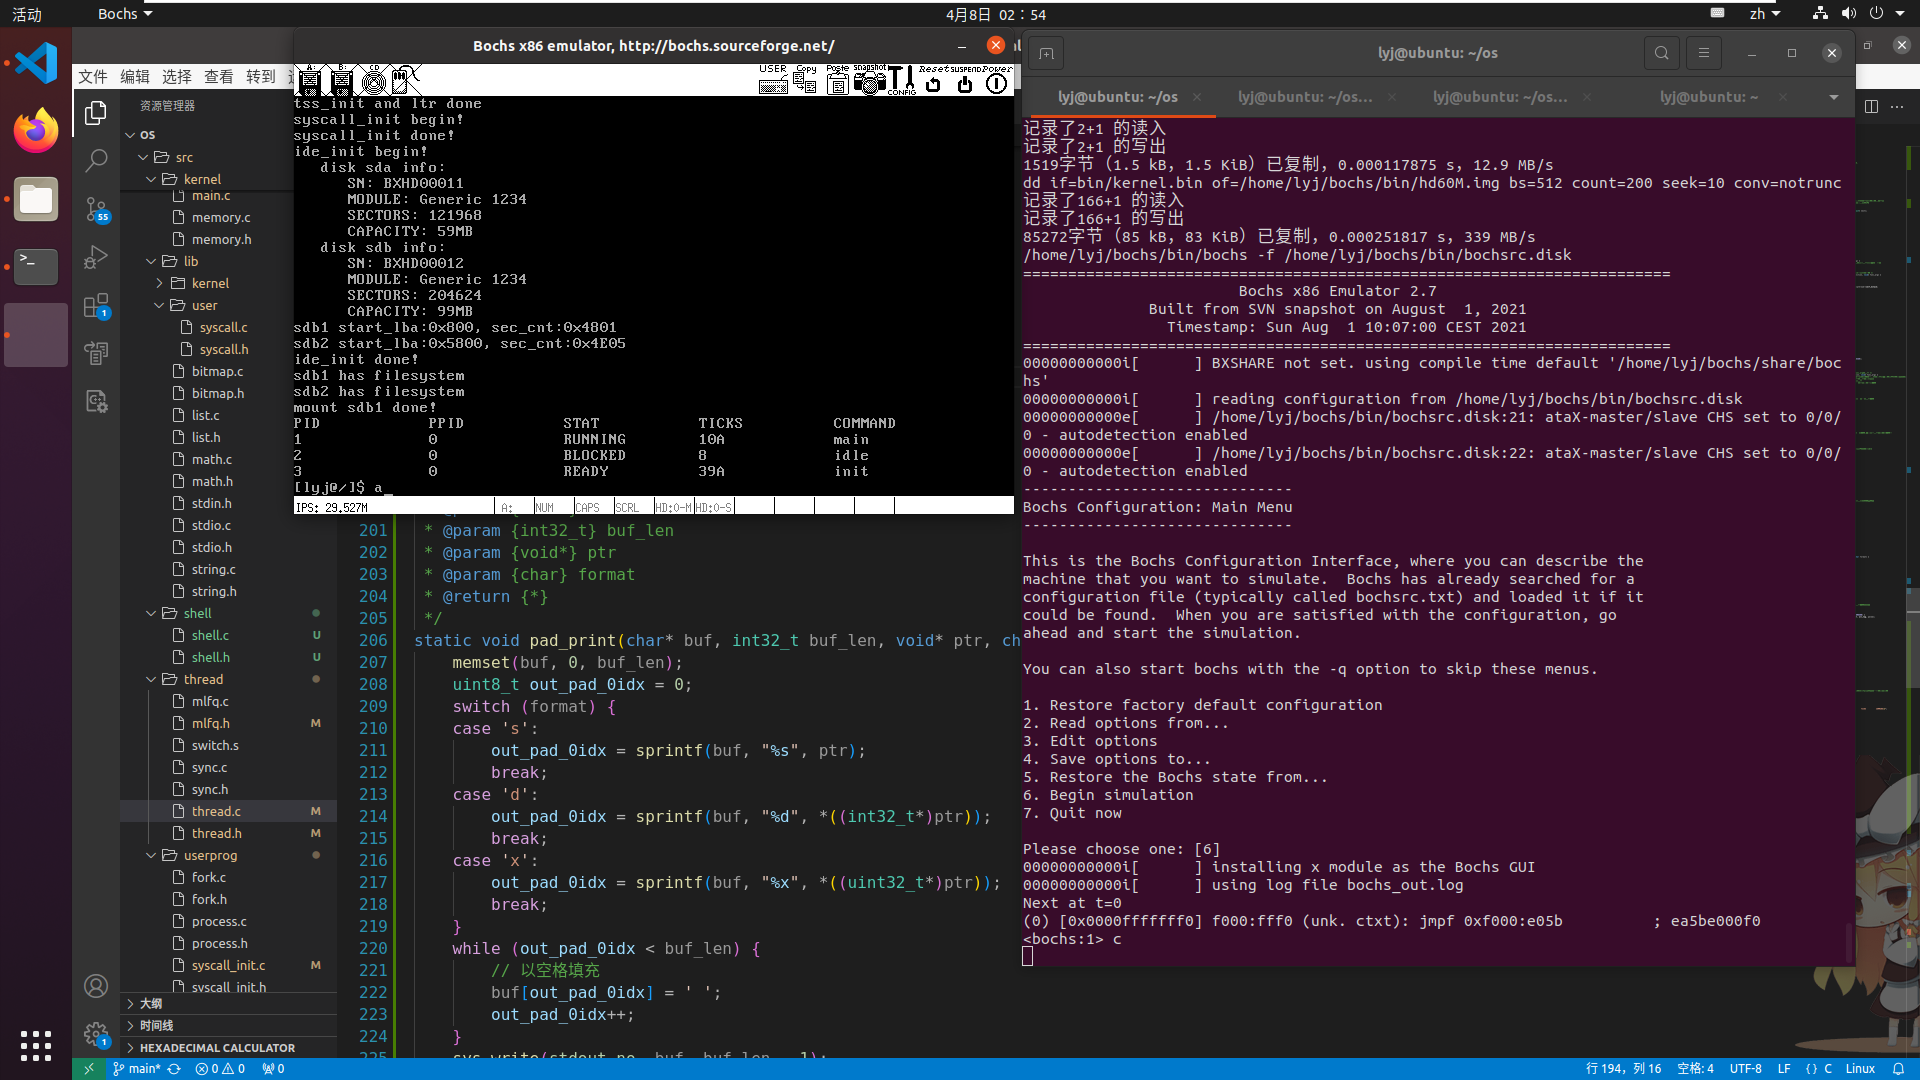 活动
Bochs
4月8日 02：54
zh
Bochs x86 emulator, http://bochs.sourceforge.net/
A:
B:
CD
USER
Copy
Paste
snapshot
CONFIG
Reset
SUSPEND
Power
tss_init and ltr done
syscall_init begin!
syscall_init done!
ide_init begin!
disk sda info:
SN: BXHD00011
MODULE: Generic 1234
SECTORS: 121968
CAPACITY: 59MB
disk sdb info:
SN: BXHD00012
MODULE: Generic 1234
SECTORS: 204624
CAPACITY: 99MB
sdb1 start_lba:0x800, sec_cnt:0x4801
sdb2 start_lba:0x5800, sec_cnt:0x4E05
ide_init done!
sdb1 has filesystem
sdb2 has filesystem
mount sdb1 done!
PID PPID STAT TICKS COMMAND
1 0 RUNNING 10A main
2 0 BLOCKED 8 idle
3 0 READY 39A init
[lyj@/]$ a_
IPS: 29.527M A: NUM CAPS SCRL HD:0-M HD:0-S
文件 编辑 选择 查看 转到
资源管理器
OS
src
kernel
main.c
memory.c
memory.h
lib
kernel
user
syscall.c
syscall.h
bitmap.c
bitmap.h
list.c
list.h
math.c
math.h
stdin.h
stdio.c
stdio.h
string.c
string.h
shell
shell.c U
shell.h U
thread
mlfq.c
mlfq.h M
switch.s
sync.c
sync.h
thread.c M
thread.h M
userprog
fork.c
fork.h
process.c
process.h
syscall_init.c M
syscall_init.h
大纲
时间线
HEXADECIMAL CALCULATOR
55
1
1
201 * @param {int32_t} buf_len
202 * @param {void*} ptr
203 * @param {char} format
204 * @return {*}
205 */
206 static void pad_print(char* buf, int32_t buf_len, void* ptr, ch
207 memset(buf, 0, buf_len);
208 uint8_t out_pad_0idx = 0;
209 switch (format) {
210 case 's':
211 out_pad_0idx = sprintf(buf, "%s", ptr);
212 break;
213 case 'd':
214 out_pad_0idx = sprintf(buf, "%d", *((int32_t*)ptr));
215 break;
216 case 'x':
217 out_pad_0idx = sprintf(buf, "%x", *((uint32_t*)ptr));
218 break;
219 }
220 while (out_pad_0idx < buf_len) {
221 // 以空格填充
222 buf[out_pad_0idx] = ' ';
223 out_pad_0idx++;
224 }
225 sys_write(stdout_no, buf, buf_len - 1);
lyj@ubuntu: ~/os
lyj@ubuntu: ~/os
lyj@ubuntu: ~/os...
lyj@ubuntu: ~/os...
lyj@ubuntu: ~
记录了2+1 的读入
记录了2+1 的写出
1519字节（1.5 kB，1.5 KiB）已复制，0.000117875 s，12.9 MB/s
dd if=bin/kernel.bin of=/home/lyj/bochs/bin/hd60M.img bs=512 count=200 seek=10 conv=notrunc
记录了166+1 的读入
记录了166+1 的写出
85272字节（85 kB，83 KiB）已复制，0.000251817 s，339 MB/s
/home/lyj/bochs/bin/bochs -f /home/lyj/bochs/bin/bochsrc.disk
========================================================================
Bochs x86 Emulator 2.7
Built from SVN snapshot on August  1, 2021
Timestamp: Sun Aug  1 10:07:00 CEST 2021
========================================================================
00000000000i[      ] BXSHARE not set. using compile time default '/home/lyj/bochs/share/boc
hs'
00000000000i[      ] reading configuration from /home/lyj/bochs/bin/bochsrc.disk
00000000000e[      ] /home/lyj/bochs/bin/bochsrc.disk:21: ataX-master/slave CHS set to 0/0/
0 - autodetection enabled
00000000000e[      ] /home/lyj/bochs/bin/bochsrc.disk:22: ataX-master/slave CHS set to 0/0/
0 - autodetection enabled
------------------------------
Bochs Configuration: Main Menu
------------------------------
This is the Bochs Configuration Interface, where you can describe the
machine that you want to simulate.  Bochs has already searched for a
configuration file (typically called bochsrc.txt) and loaded it if it
could be found.  When you are satisfied with the configuration, go
ahead and start the simulation.
You can also start bochs with the -q option to skip these menus.
1. Restore factory default configuration
2. Read options from...
3. Edit options
4. Save options to...
5. Restore the Bochs state from...
6. Begin simulation
7. Quit now
Please choose one: [6]
00000000000i[      ] installing x module as the Bochs GUI
00000000000i[      ] using log file bochs_out.log
Next at t=0
(0) [0x0000fffffff0] f000:fff0 (unk. ctxt): jmpf 0xf000:e05b          ; ea5be000f0
<bochs:1> c
main* 0 0 0
行 194，列 16 空格: 4 UTF-8 LF {} C Linux